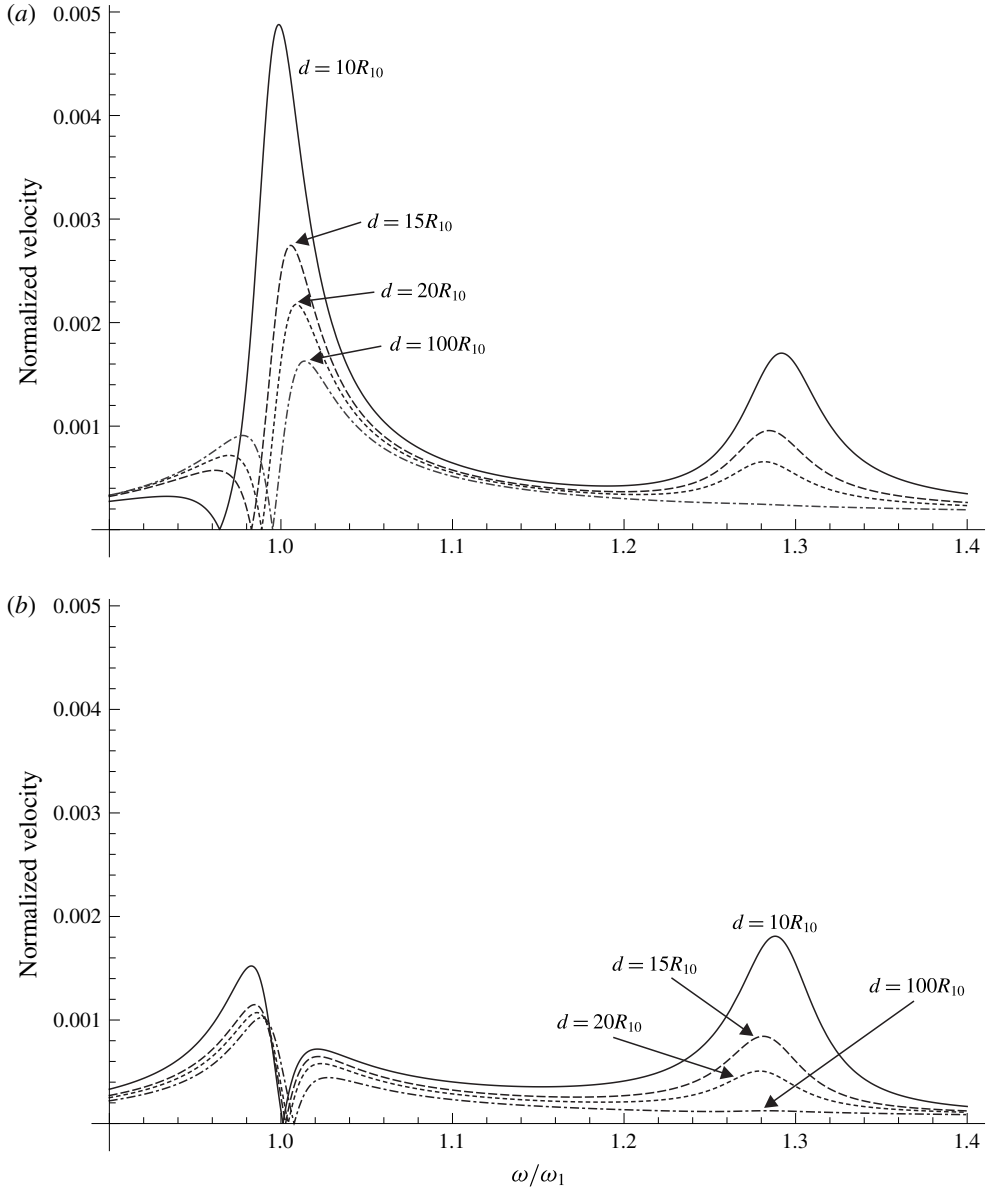 (a)
0.005
0.004
0.003
0.002
0.001
Normalized velocity
d = 10R₁₀
d = 15R₁₀
d = 20R₁₀
d = 100R₁₀
1.0 1.1 1.2 1.3 1.4
(b)
0.005
0.004
0.003
0.002
0.001
Normalized velocity
d = 10R₁₀
d = 15R₁₀
d = 100R₁₀
d = 20R₁₀
1.0 1.1 1.2 1.3 1.4
ω/ω₁